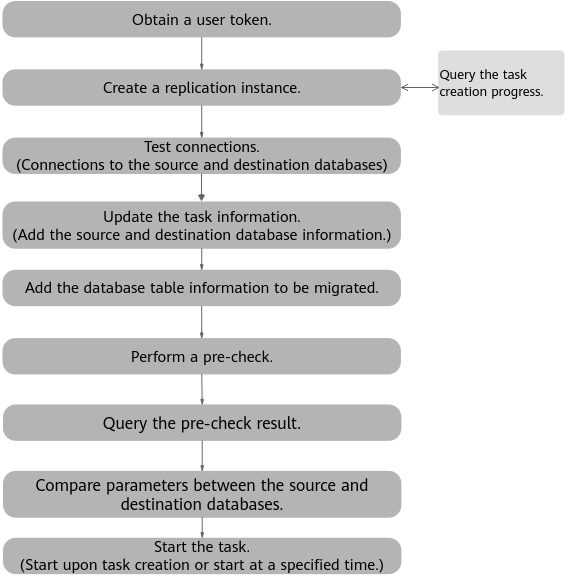 Obtain a user token.
Create a replication instance.
Query the task
creation progress.
Test connections.
(Connections to the source and destination databases)
Update the task information.
(Add the source and destination database information.)
Add the database table information to be migrated.
Perform a pre-check.
Query the pre-check result.
Compare parameters between the source and
destination databases.
Start the task.
(Start upon task creation or start at a specified time.)